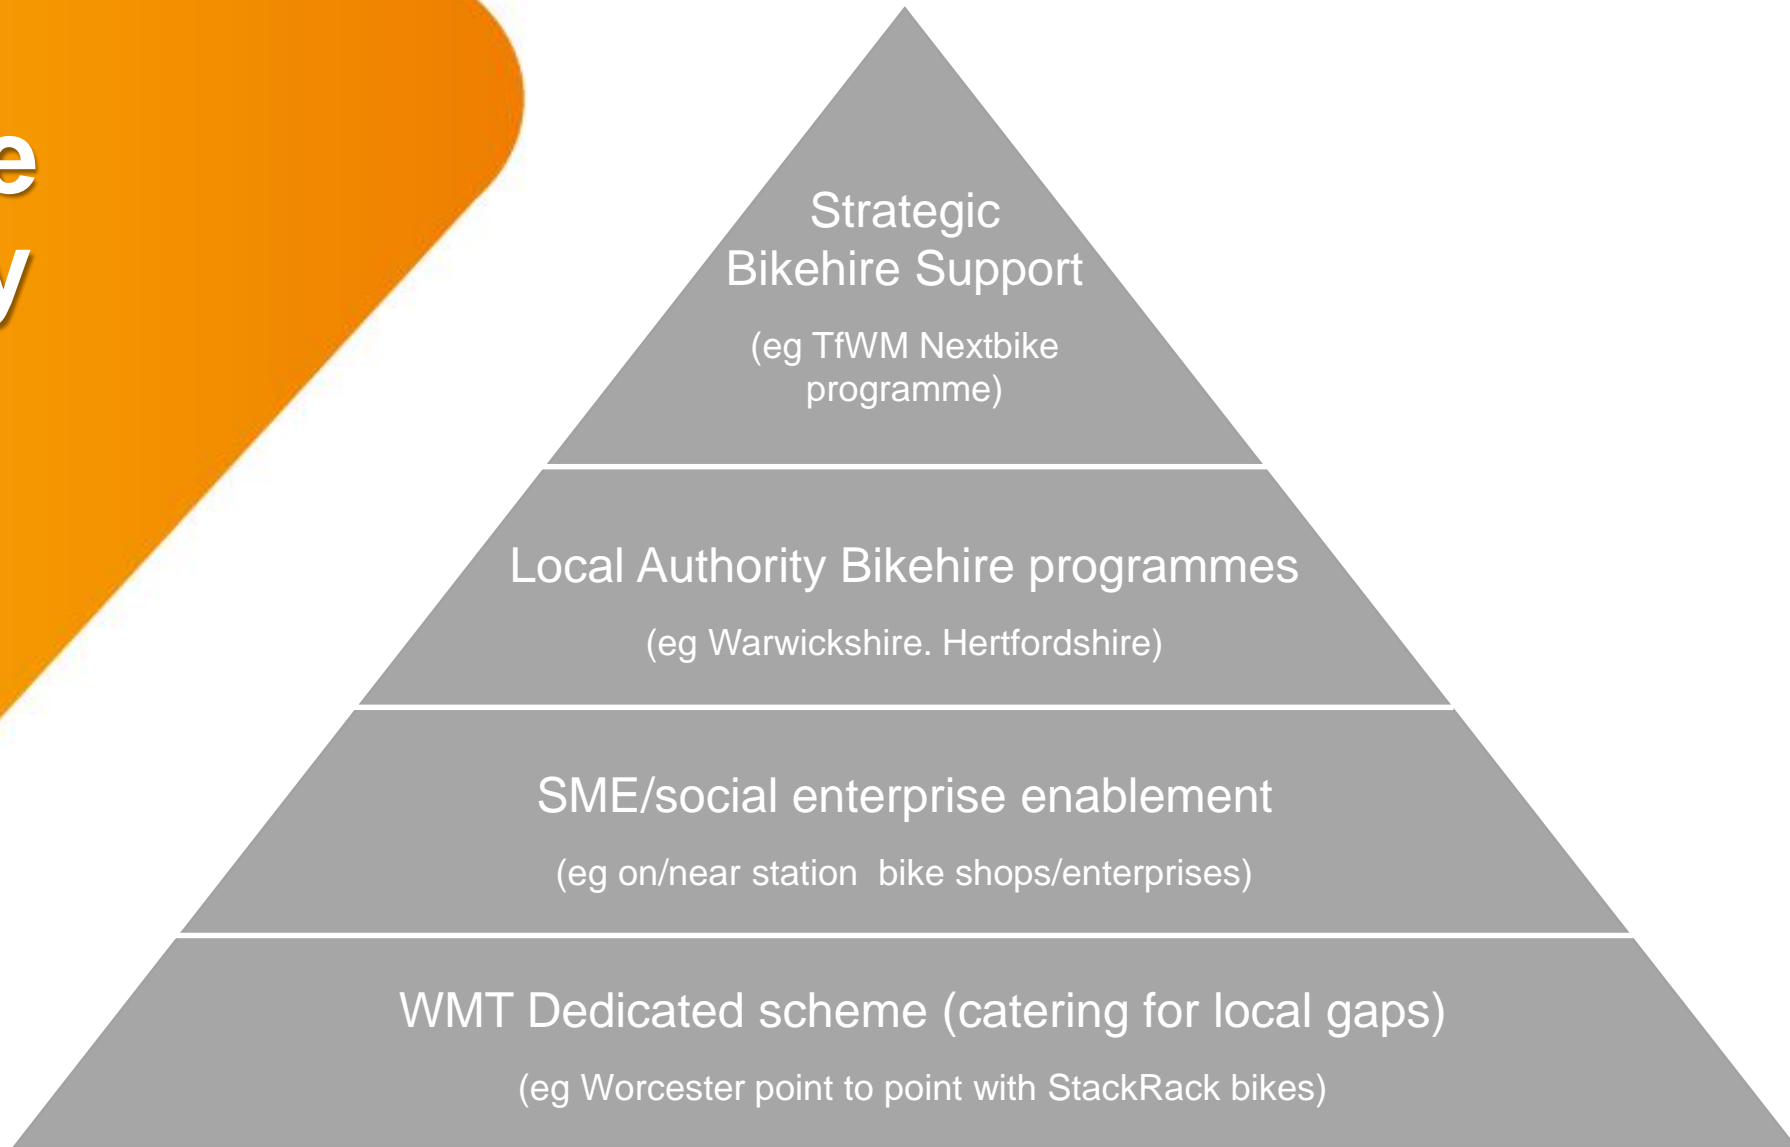 Strategic
Bikehire Support
(eg TfWM Nextbike
programme)
Local Authority Bikehire programmes
(eg Warwickshire. Hertfordshire)
SME/social enterprise enablement
(eg on/near station  bike shops/enterprises)
WMT Dedicated scheme (catering for local gaps)
(eg Worcester point to point with StackRack bikes)